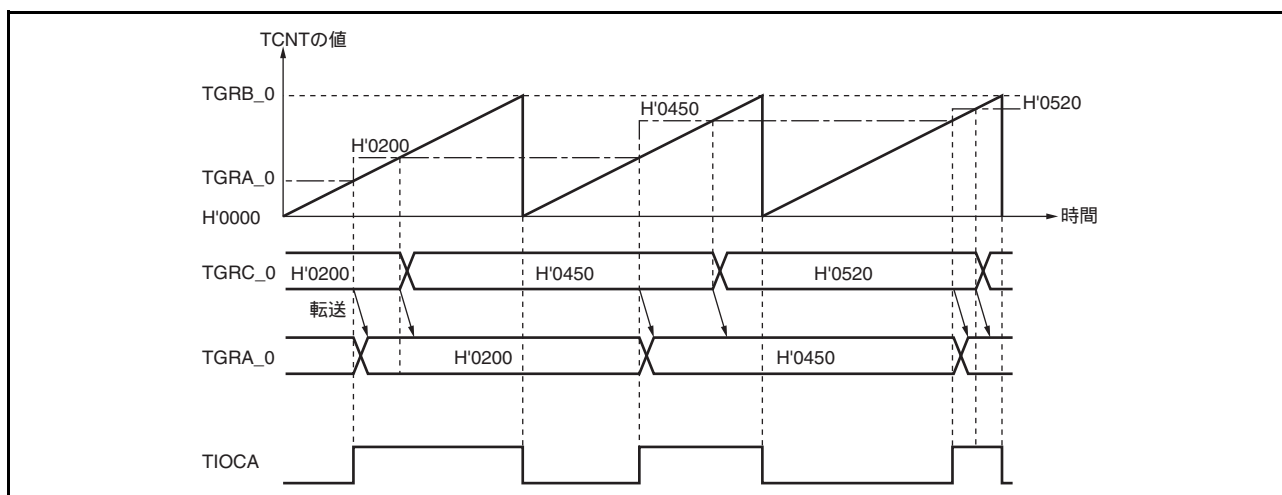 TCNTの値
TGRB_0
H'0520
H'0450
H'0200
TGRA_0
H'0000
時間
TGRC_0
H'0200
H'0450
H'0520
転送
TGRA_0
H'0200
H'0450
TIOCA